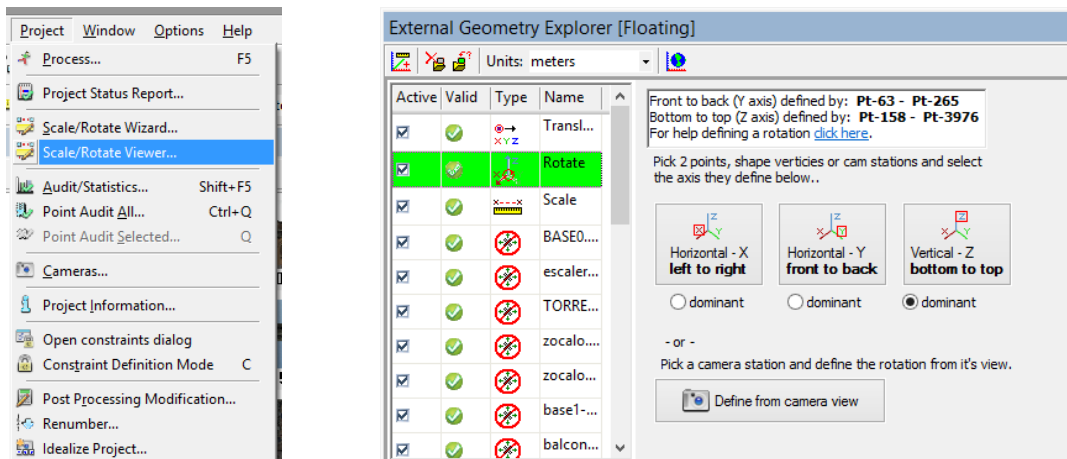 Project Window Options Help
Process... F5
Project Status Report...
Scale/Rotate Wizard...
Scale/Rotate Viewer...
Audit/Statistics... Shift+F5
Point Audit All... Ctrl+Q
Point Audit Selected... Q
Cameras...
Project Information...
Open constraints dialog
Constraint Definition Mode C
Post Processing Modification...
Renumber...
Idealize Project...
External Geometry Explorer [Floating]
Units: meters
Active Valid Type Name
Transl...
Rotate
Scale
BASE0....
escaler...
TORRE...
zocalo....
zocalo...
base1-...
balcon...
Front to back (Y axis) defined by: Pt-63 - Pt-265
Bottom to top (Z axis) defined by: Pt-158 - Pt-3976
For help defining a rotation click here.
Pick 2 points, shape verticies or cam stations and select
the axis they define below..
Horizontal - X
left to right
Horizontal - Y
front to back
Vertical - Z
bottom to top
dominant
dominant
dominant
- or -
Pick a camera station and define the rotation from it's view.
Define from camera view